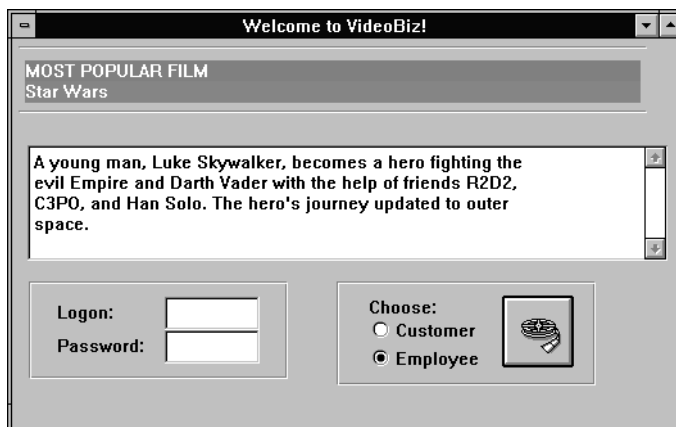 Welcome to VideoBiz!
MOST POPULAR FILM
Star Wars
A young man, Luke Skywalker, becomes a hero fighting the
evil Empire and Darth Vader with the help of friends R2D2,
C3PO, and Han Solo. The hero's journey updated to outer
space.
Logon:
Password:
Choose:
Customer
Employee